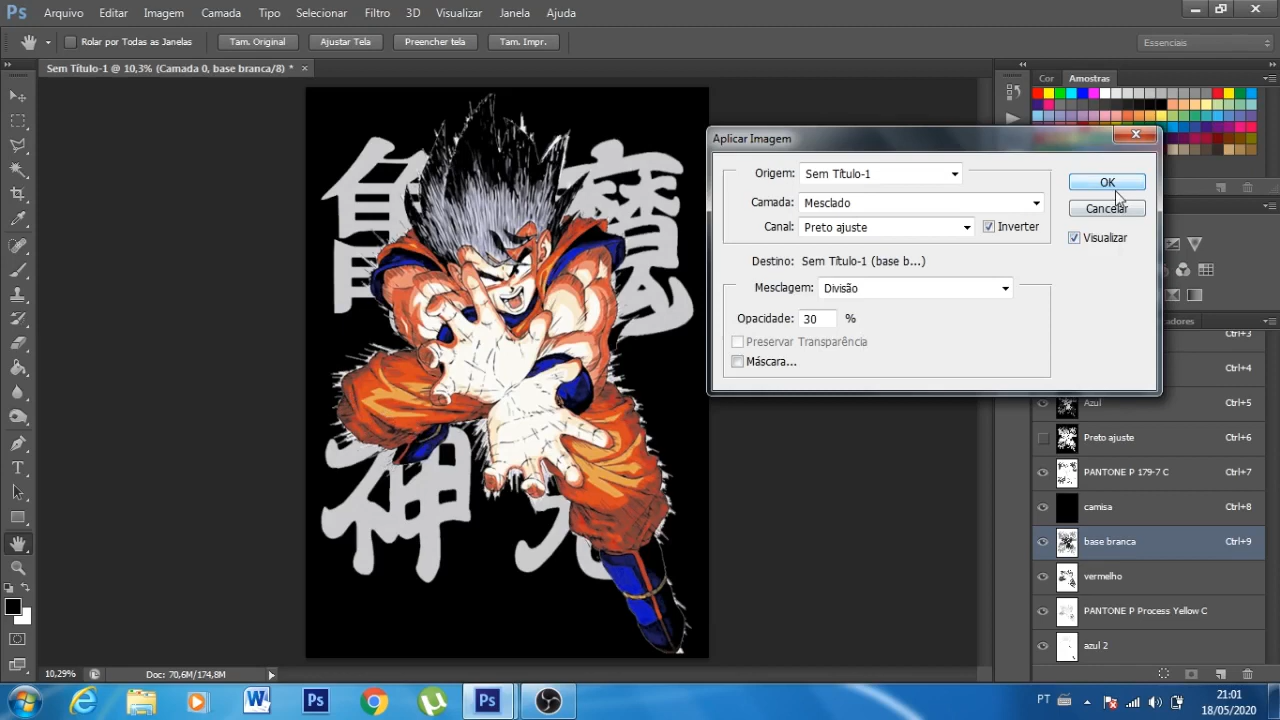 Ps Arquivo Editar Imagem Camada Tipo Selecionar Filtro 3D Visualizar Janela Ajuda
Rolar por Todas as Janelas Tam. Original Ajustar Tela Preencher tela Tam. Impr. Essenciais
Sem Título-1 @ 10,3% (Camada 0, base branca/8) * ×
Cor Amostras
Aplicar Imagem
Origem: Sem Título-1
OK
Camada: Mesclado
Cancelar
Canal: Preto ajuste Inverter
Visualizar
Destino: Sem Título-1 (base b...)
Mesclagem: Divisão
Opacidade: 30 %
Preservar Transparência
Máscara...
Ctrl+3
Ctrl+4
Azul Ctrl+5
Preto ajuste Ctrl+6
PANTONE P 179-7 C Ctrl+7
camisa Ctrl+8
base branca Ctrl+9
vermelho
PANTONE P Process Yellow C
azul 2
魔
神
T
10,29% Doc: 70,6M/174,8M
W Ps Ps
PT
21:01
18/05/2020